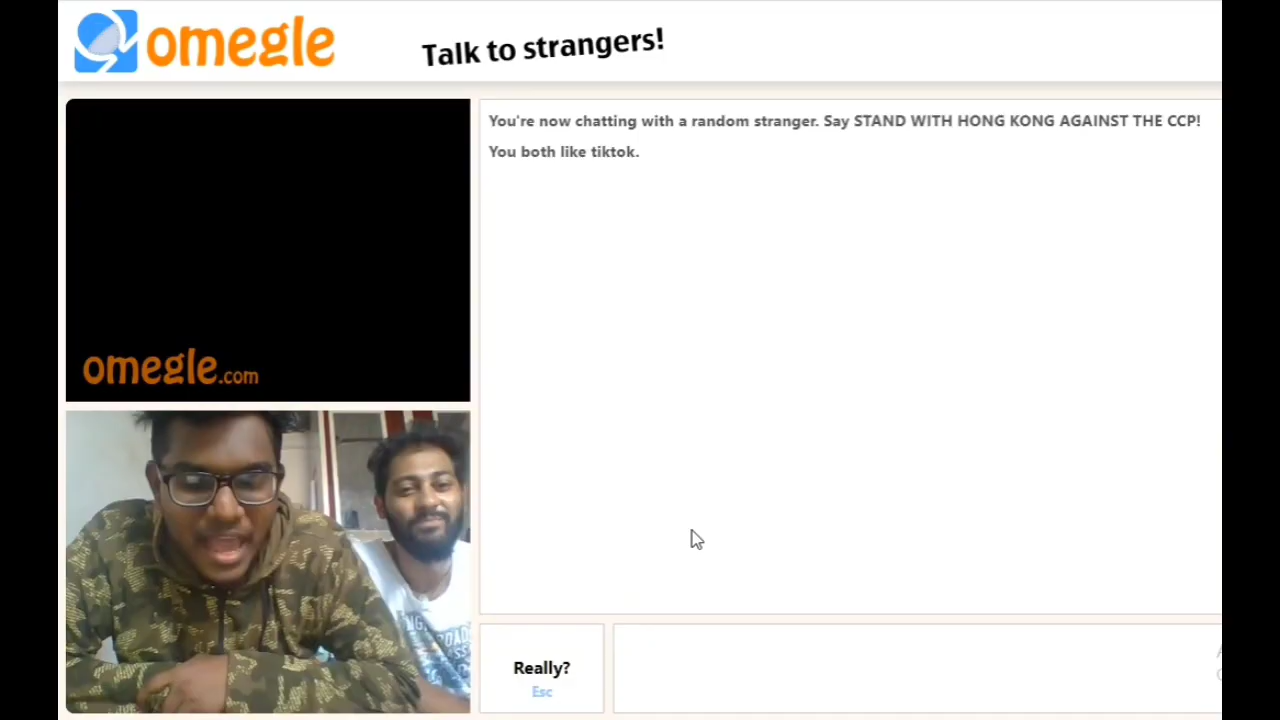 omegle
Talk to strangers!
You're now chatting with a random stranger. Say STAND WITH HONG KONG AGAINST THE CCP!
You both like tiktok.
omegle.com
Really?
Esc